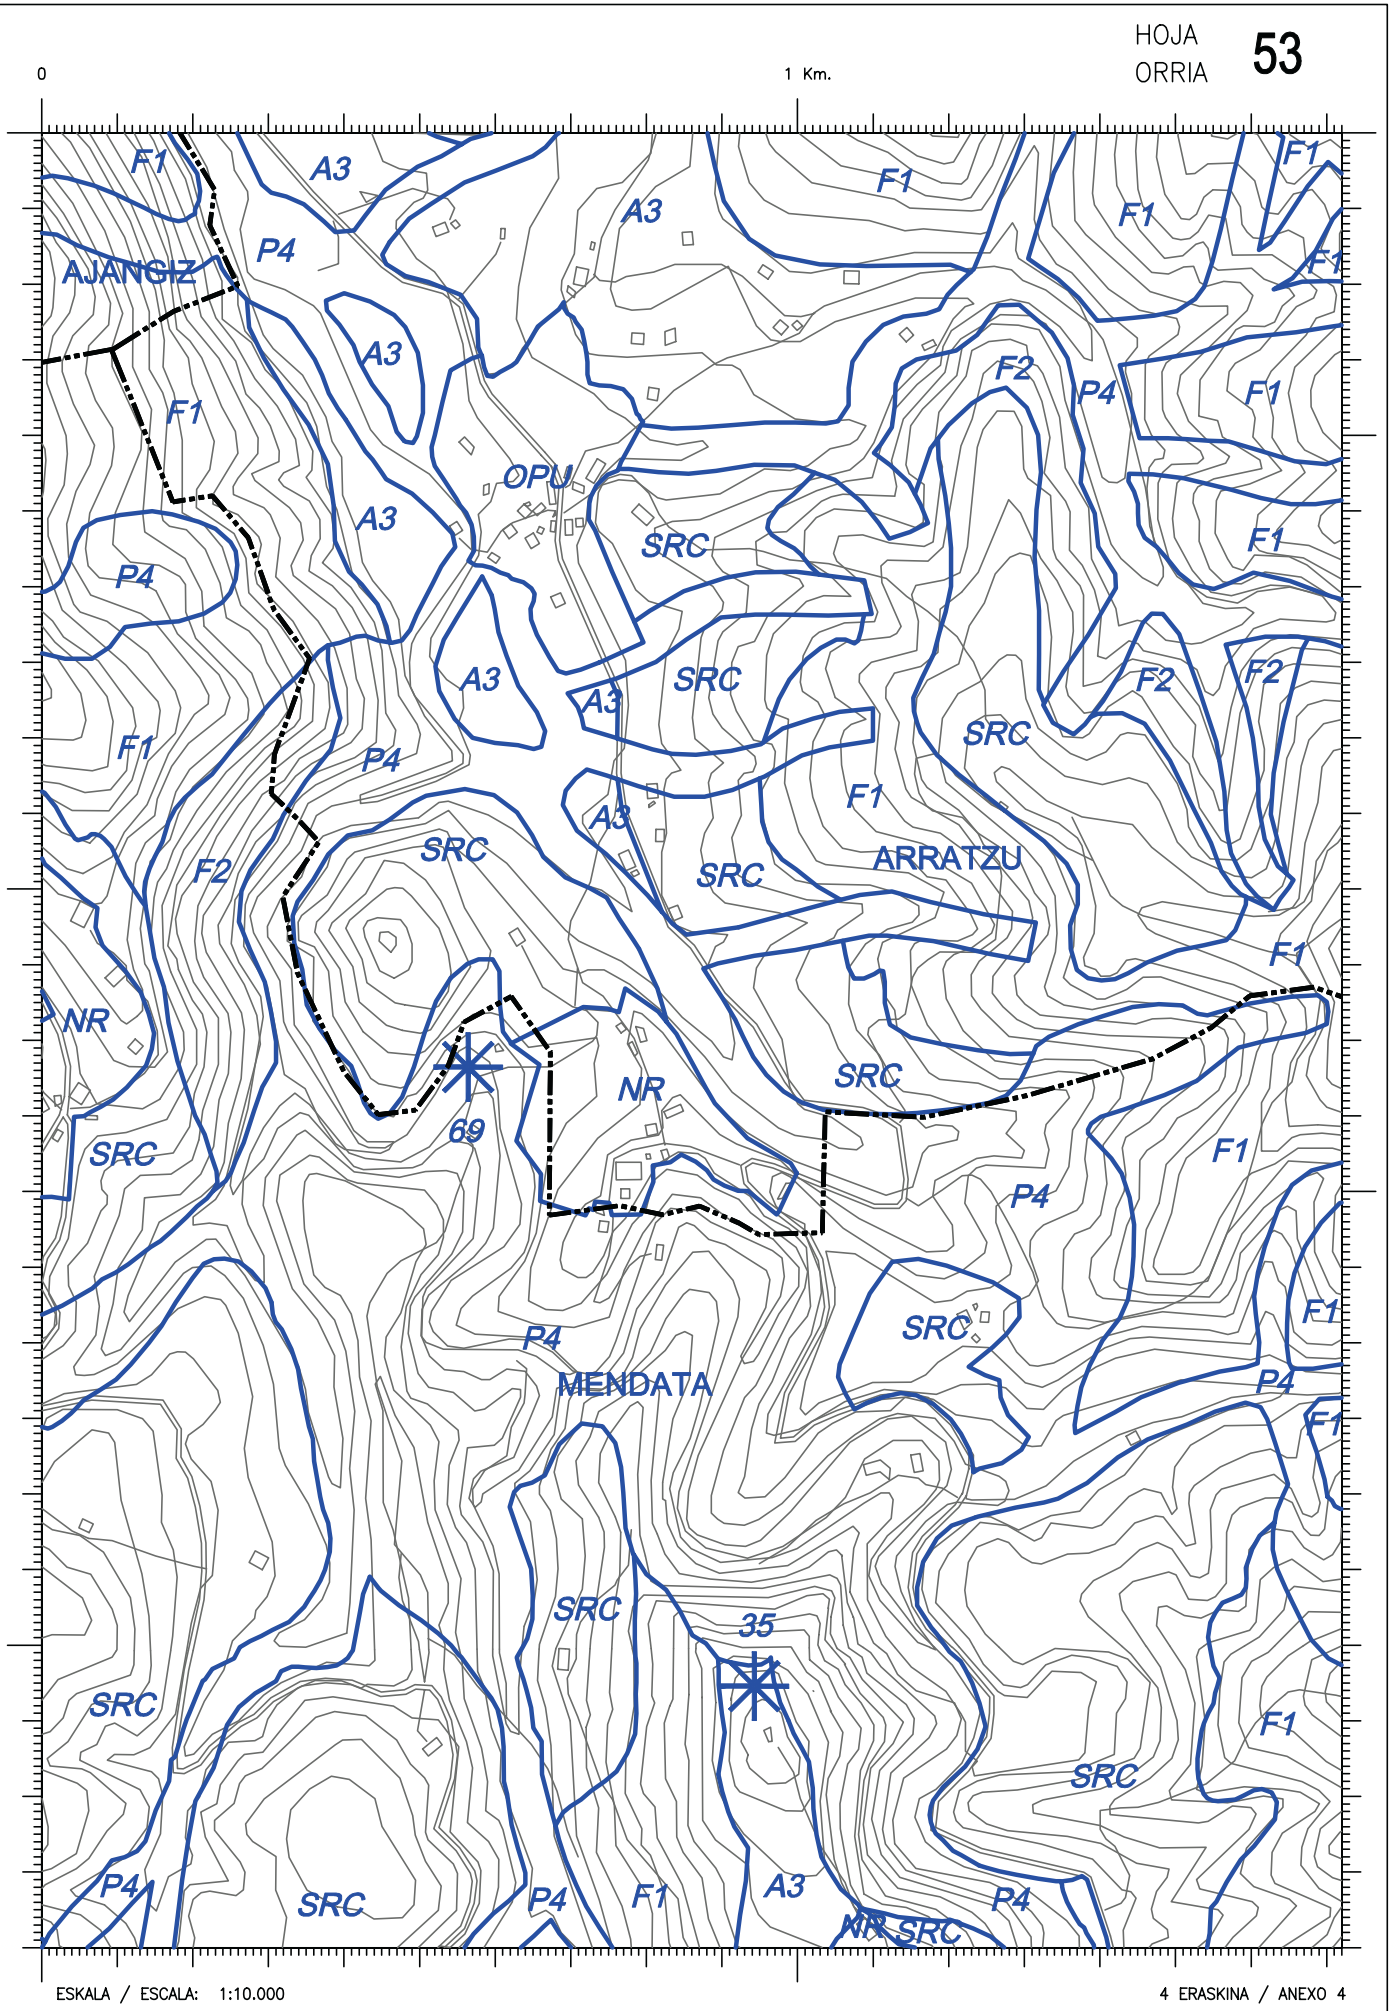 HOJA
ORRIA 53
0 1 Km.
F1 A3 F1 F1
A3 F1
P4 F1
AJANGIZ
A3 F2 P4 F1
F1
OPU
A3 SRC F1
P4
A3 SRC F2 F2
A3
F1 P4 SRC
F1
A3
SRC ARRATZU
F2 SRC
F1
NR
SRC
NR
69
SRC F1
P4
F1
SRC
P4
P4
MENDATA
F1
SRC
35
SRC F1
SRC
P4 A3
SRC P4 F1 P4
NR SRC
ESKALA / ESCALA: 1:10.000 4 ERASKINA / ANEXO 4